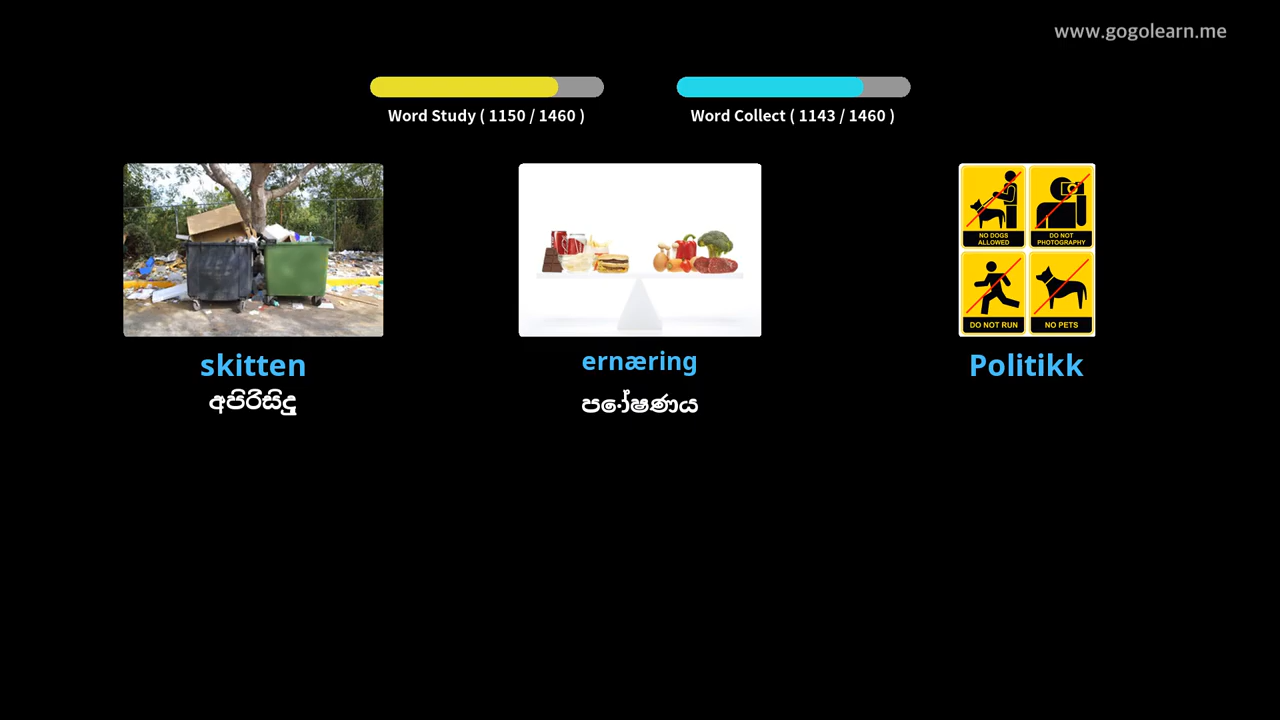 www.gogolearn.me
Word Study ( 1150 / 1460 )
Word Collect ( 1143 / 1460 )
NO DOGS
ALLOWED
DO NOT
PHOTOGRAPHY
DO NOT RUN
NO PETS
skitten
ernæring
Politikk
අපිරිසිදු
පෝෂණය